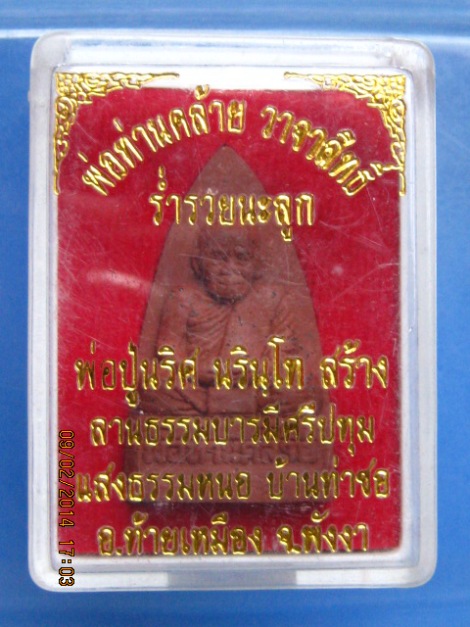 พ่อท่านคล้าย วาจาสิทธิ์
ร่ำรวยนะลูก
พ่อปู่นริศ นรินฺโท สร้าง
ลานธรรมบารมีศรีปทุม
แสงธรรมหนอ บ้านท่าซอ
อ.ท้ายเหมือง จ.พังงา
09/02/2014 17:03